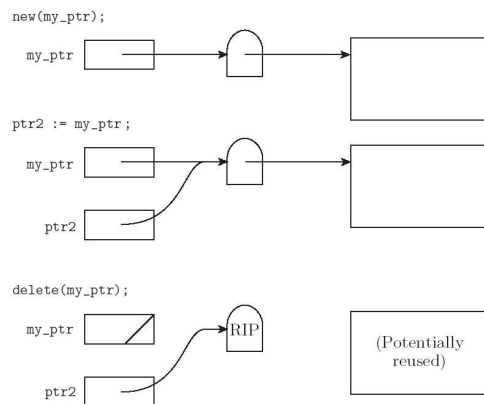 new(my_ptr);
my_ptr
ptr2 := my_ptr;
my_ptr
ptr2
delete(my_ptr);
my_ptr
RIP
(Potentially
reused)
ptr2